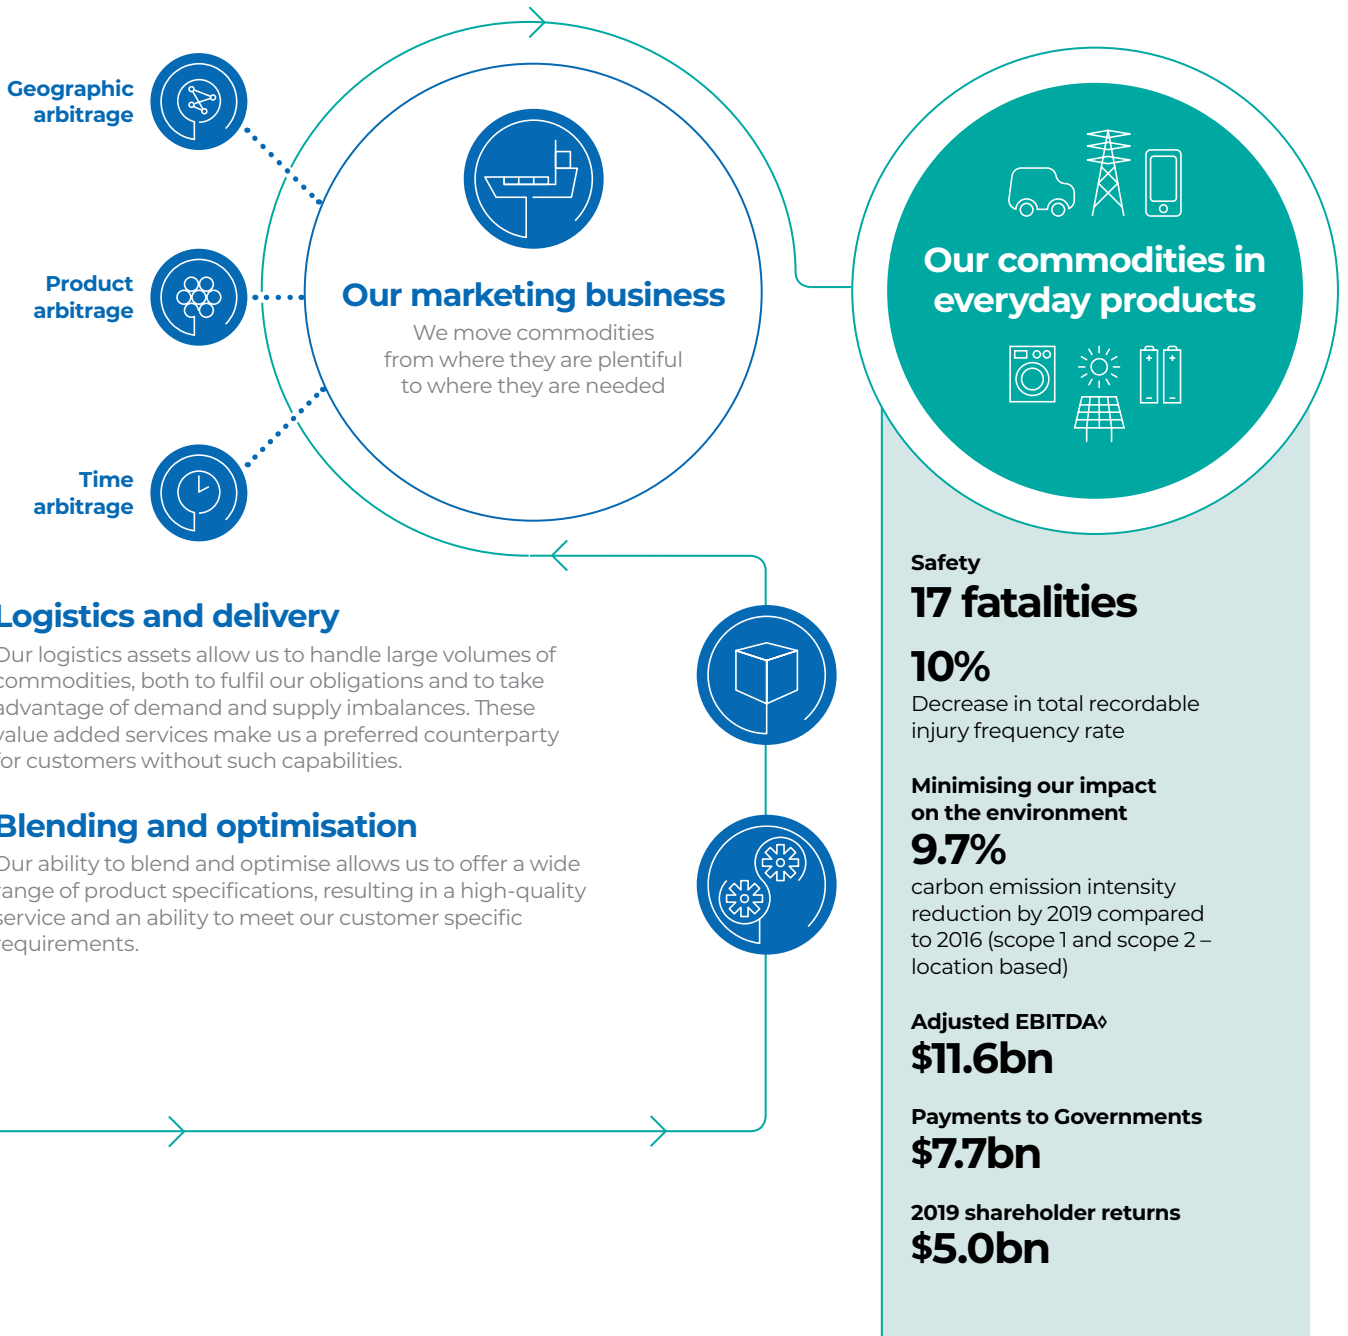 Geographic
arbitrage
Product
arbitrage
Time
arbitrage
Our marketing business
We move commodities
from where they are plentiful
to where they are needed
Our commodities in
everyday products
Logistics and delivery
Our logistics assets allow us to handle large volumes of
commodities, both to fulfil our obligations and to take
advantage of demand and supply imbalances. These
value added services make us a preferred counterparty
for customers without such capabilities.
Blending and optimisation
Our ability to blend and optimise allows us to offer a wide
range of product specifications, resulting in a high-quality
service and an ability to meet our customer specific
requirements.
Safety
17 fatalities
10%
Decrease in total recordable
injury frequency rate
Minimising our impact
on the environment
9.7%
carbon emission intensity
reduction by 2019 compared
to 2016 (scope 1 and scope 2 –
location based)
Adjusted EBITDA◊
$11.6bn
Payments to Governments
$7.7bn
2019 shareholder returns
$5.0bn